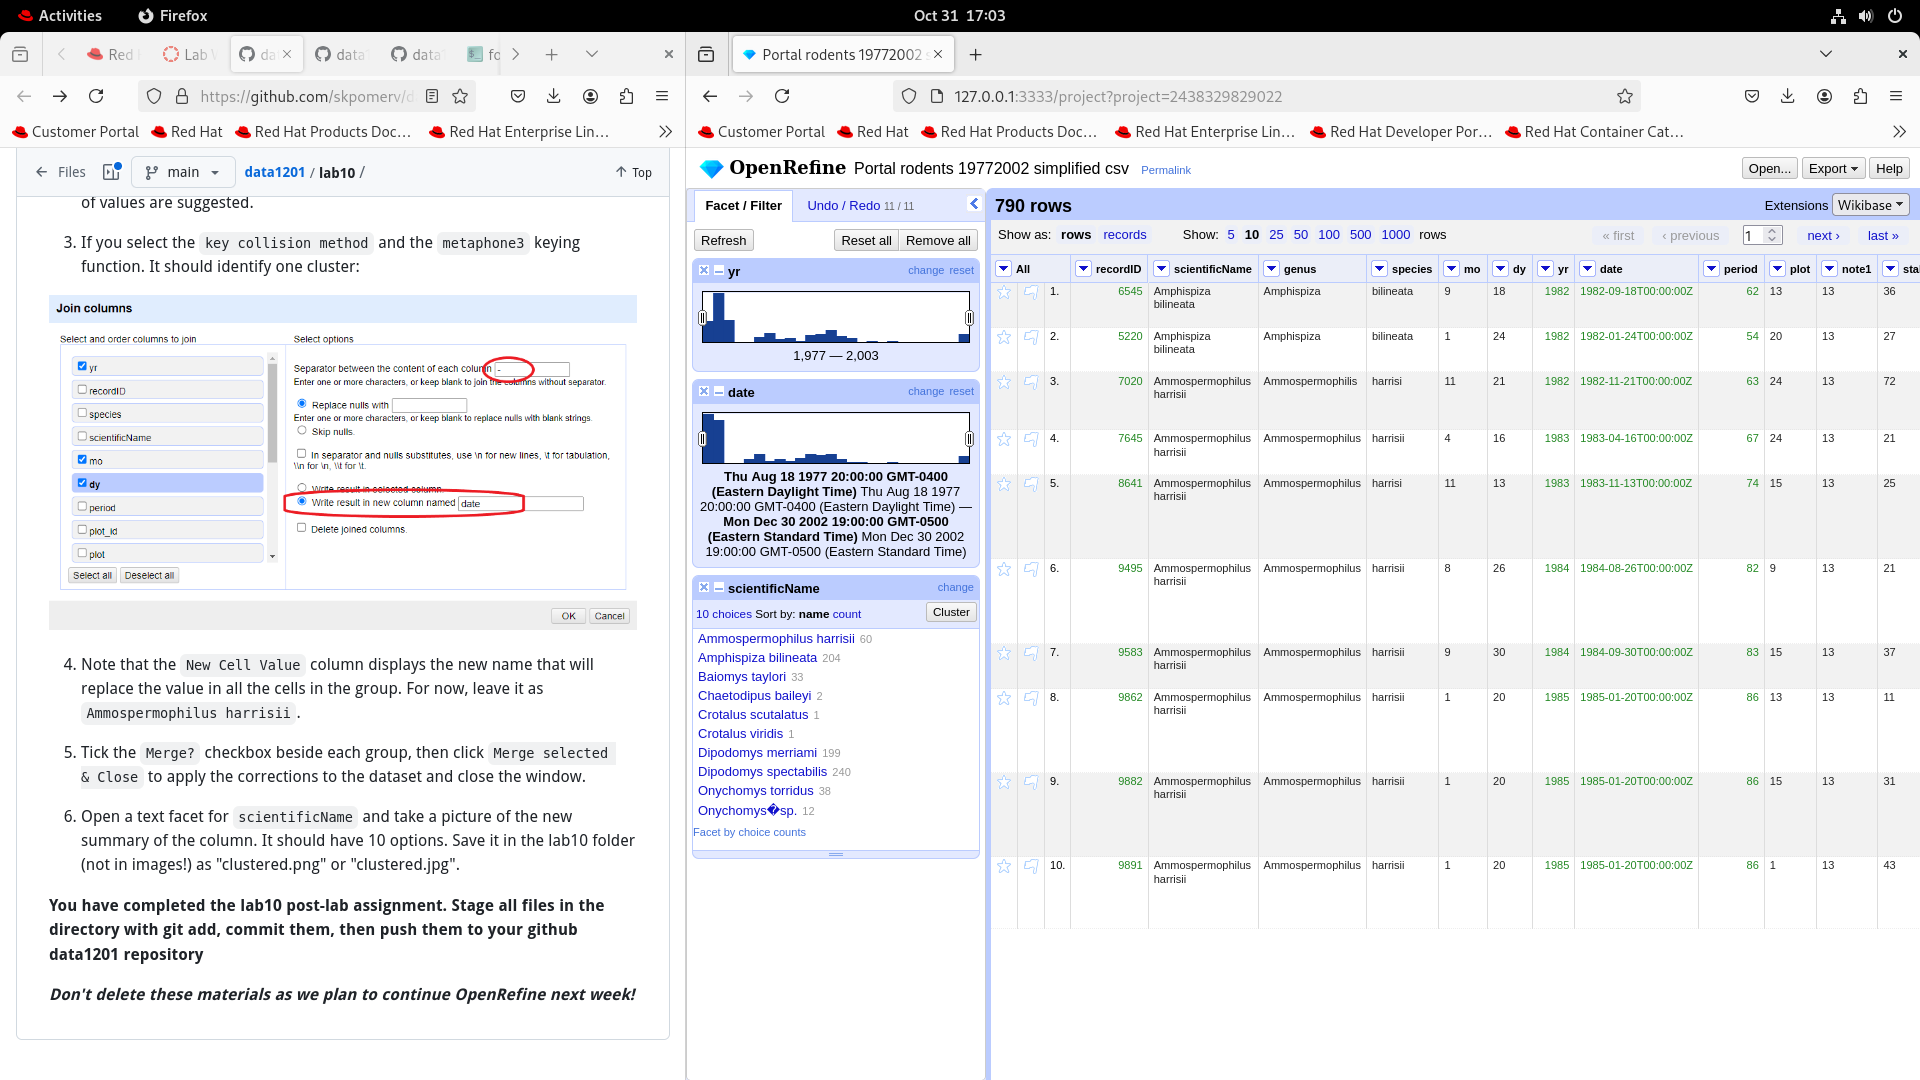 Activities
Firefox
Oct 31 17:03
Red
Lab
da
data
data
fo
Portal rodents 19772002
https://github.com/skpomerv/d
127.0.0.1:3333/project?project=2438329829022
Customer Portal
Red Hat
Red Hat Products Doc…
Red Hat Enterprise Lin…
Customer Portal
Red Hat
Red Hat Products Doc…
Red Hat Enterprise Lin…
Red Hat Developer Por…
Red Hat Container Cat…
Files
main
data1201 / lab10 /
Top
of values are suggested.
3. If you select the key collision method and the metaphone3 keying
function. It should identify one cluster:
Join columns
Select and order columns to join
yr
recordID
species
scientificName
mo
dy
period
plot_id
plot
Select all
Deselect all
Select options
Separator between the content of each column -
Enter one or more characters, or keep blank to join the columns without separator.
Replace nulls with
Enter one or more characters, or keep blank to replace nulls with blank strings.
Skip nulls.
In separator and nulls substitutes, use \n for new lines, \t for tabulation,
\\n for \n, \\t for \t.
Write result in selected column.
Write result in new column named date
Delete joined columns.
OK
Cancel
4. Note that the New Cell Value column displays the new name that will
replace the value in all the cells in the group. For now, leave it as
Ammospermophilus harrisii .
5. Tick the Merge? checkbox beside each group, then click Merge selected
& Close to apply the corrections to the dataset and close the window.
6. Open a text facet for scientificName and take a picture of the new
summary of the column. It should have 10 options. Save it in the lab10 folder
(not in images!) as "clustered.png" or "clustered.jpg".
You have completed the lab10 post-lab assignment. Stage all files in the
directory with git add, commit them, then push them to your github
data1201 repository
Don't delete these materials as we plan to continue OpenRefine next week!
OpenRefine Portal rodents 19772002 simplified csv Permalink
Open...
Export
Help
Facet / Filter
Undo / Redo 11 / 11
Refresh
Reset all
Remove all
yr
change reset
1,977 — 2,003
date
change reset
Thu Aug 18 1977 20:00:00 GMT-0400
(Eastern Daylight Time) Thu Aug 18 1977
20:00:00 GMT-0400 (Eastern Daylight Time) —
Mon Dec 30 2002 19:00:00 GMT-0500
(Eastern Standard Time) Mon Dec 30 2002
19:00:00 GMT-0500 (Eastern Standard Time)
scientificName
change
10 choices Sort by: name count
Cluster
Ammospermophilus harrisii 60
Amphispiza bilineata 204
Baiomys taylori 33
Chaetodipus baileyi 2
Crotalus scutalatus 1
Crotalus viridis 1
Dipodomys merriami 199
Dipodomys spectabilis 240
Onychomys torridus 38
Onychomys�sp. 12
Facet by choice counts
790 rows
Extensions Wikibase
Show as: rows records
Show: 5 10 25 50 100 500 1000 rows
« first ‹ previous 1 next › last »
All recordID scientificName genus species mo dy yr date period plot note1 sta
1. 6545 Amphispiza bilineata Amphispiza bilineata 9 18 1982 1982-09-18T00:00:00Z 62 13 13 36
2. 5220 Amphispiza bilineata Amphispiza bilineata 1 24 1982 1982-01-24T00:00:00Z 54 20 13 27
3. 7020 Ammospermophilus harrisii Ammospermophilis harrisi 11 21 1982 1982-11-21T00:00:00Z 63 24 13 72
4. 7645 Ammospermophilus harrisii Ammospermophilus harrisii 4 16 1983 1983-04-16T00:00:00Z 67 24 13 21
5. 8641 Ammospermophilus harrisii Ammospermophilus harrisii 11 13 1983 1983-11-13T00:00:00Z 74 15 13 25
6. 9495 Ammospermophilus harrisii Ammospermophilus harrisii 8 26 1984 1984-08-26T00:00:00Z 82 9 13 21
7. 9583 Ammospermophilus harrisii Ammospermophilus harrisii 9 30 1984 1984-09-30T00:00:00Z 83 15 13 37
8. 9862 Ammospermophilus harrisii Ammospermophilus harrisii 1 20 1985 1985-01-20T00:00:00Z 86 13 13 11
9. 9882 Ammospermophilus harrisii Ammospermophilus harrisii 1 20 1985 1985-01-20T00:00:00Z 86 15 13 31
10. 9891 Ammospermophilus harrisii Ammospermophilus harrisii 1 20 1985 1985-01-20T00:00:00Z 86 1 13 43